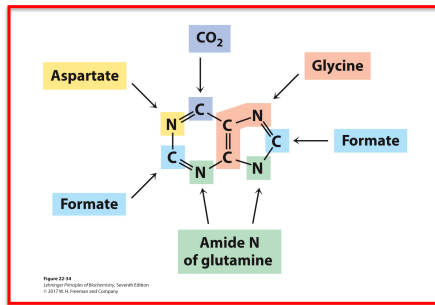 CO2
Aspartate
Glycine
C
N
N
C
C
Formate
C
C
N
N
Formate
Amide N
of glutamine
Figure 22-34
Lehninger Principles of Biochemistry, Seventh Edition
© 2017 W. H. Freeman and Company